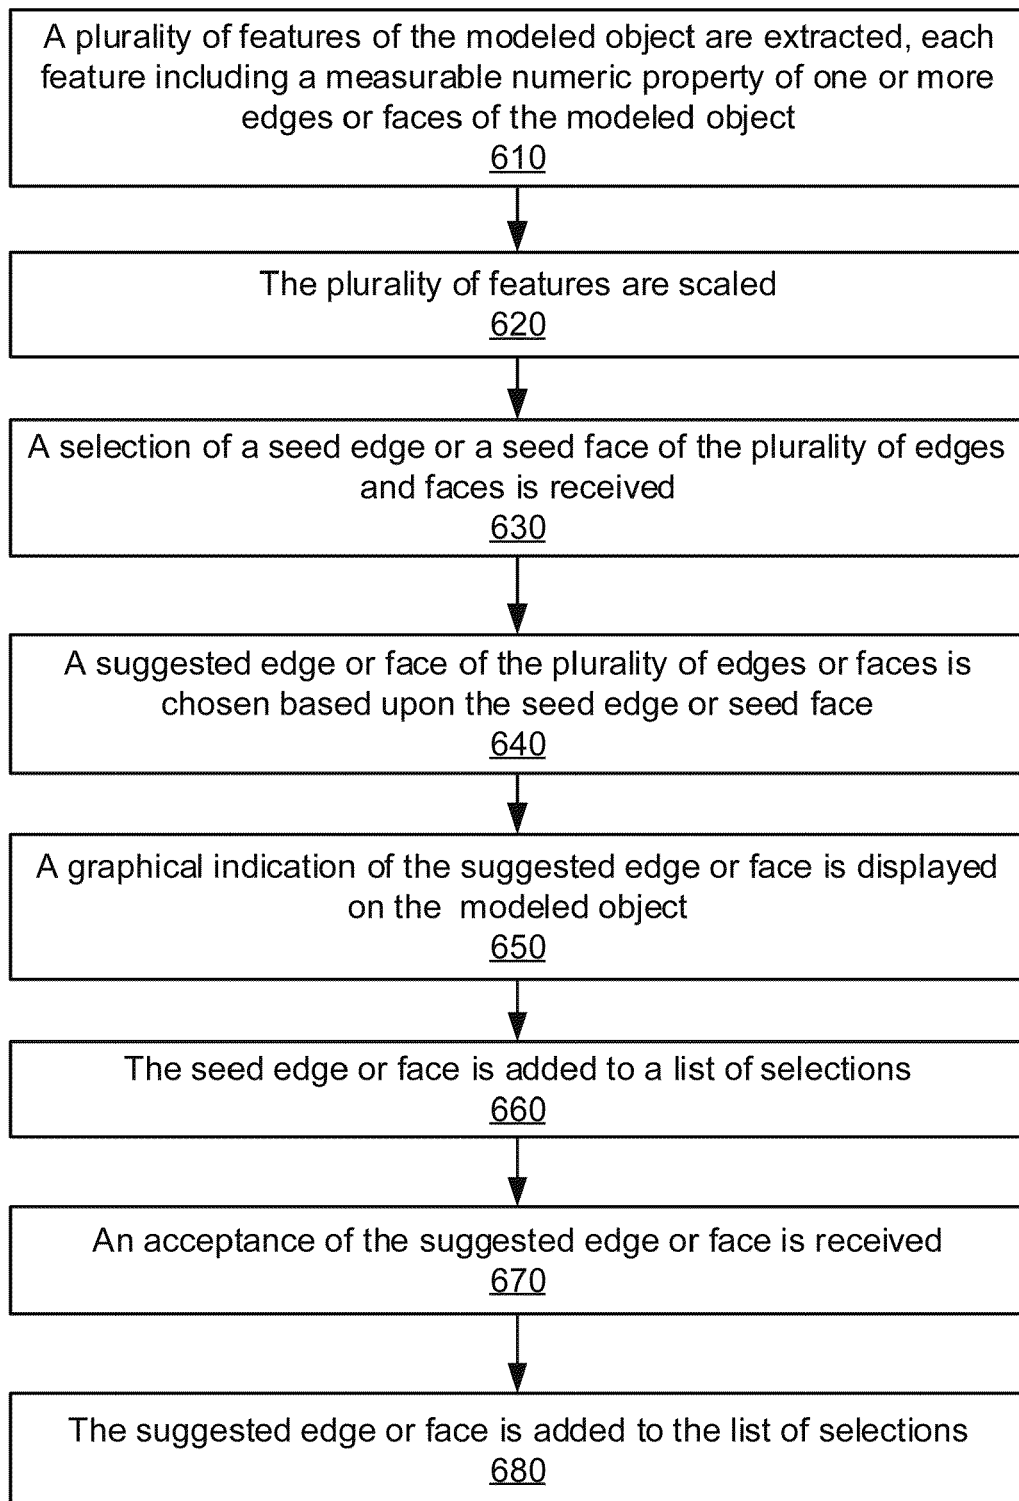 A plurality of features of the modeled object are extracted, each
feature including a measurable numeric property of one or more
edges or faces of the modeled object
610
The plurality of features are scaled
620
A selection of a seed edge or a seed face of the plurality of edges
and faces is received
630
A suggested edge or face of the plurality of edges or faces is
chosen based upon the seed edge or seed face
640
A graphical indication of the suggested edge or face is displayed
on the modeled object
650
The seed edge or face is added to a list of selections
660
An acceptance of the suggested edge or face is received
670
The suggested edge or face is added to the list of selections
680